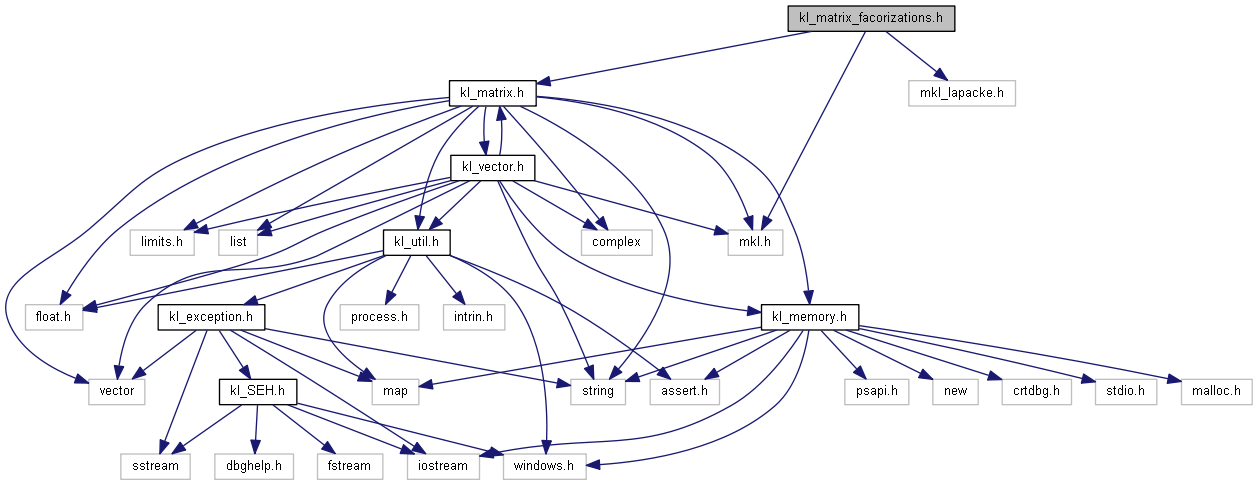 kl_matrix_facorizations.h
kl_matrix.h
mkl_lapacke.h
kl_vector.h
limits.h
list
kl_util.h
complex
mkl.h
float.h
kl_exception.h
process.h
intrin.h
kl_memory.h
vector
kl_SEH.h
map
string
assert.h
psapi.h
new
crtdbg.h
stdio.h
malloc.h
sstream
dbghelp.h
fstream
iostream
windows.h